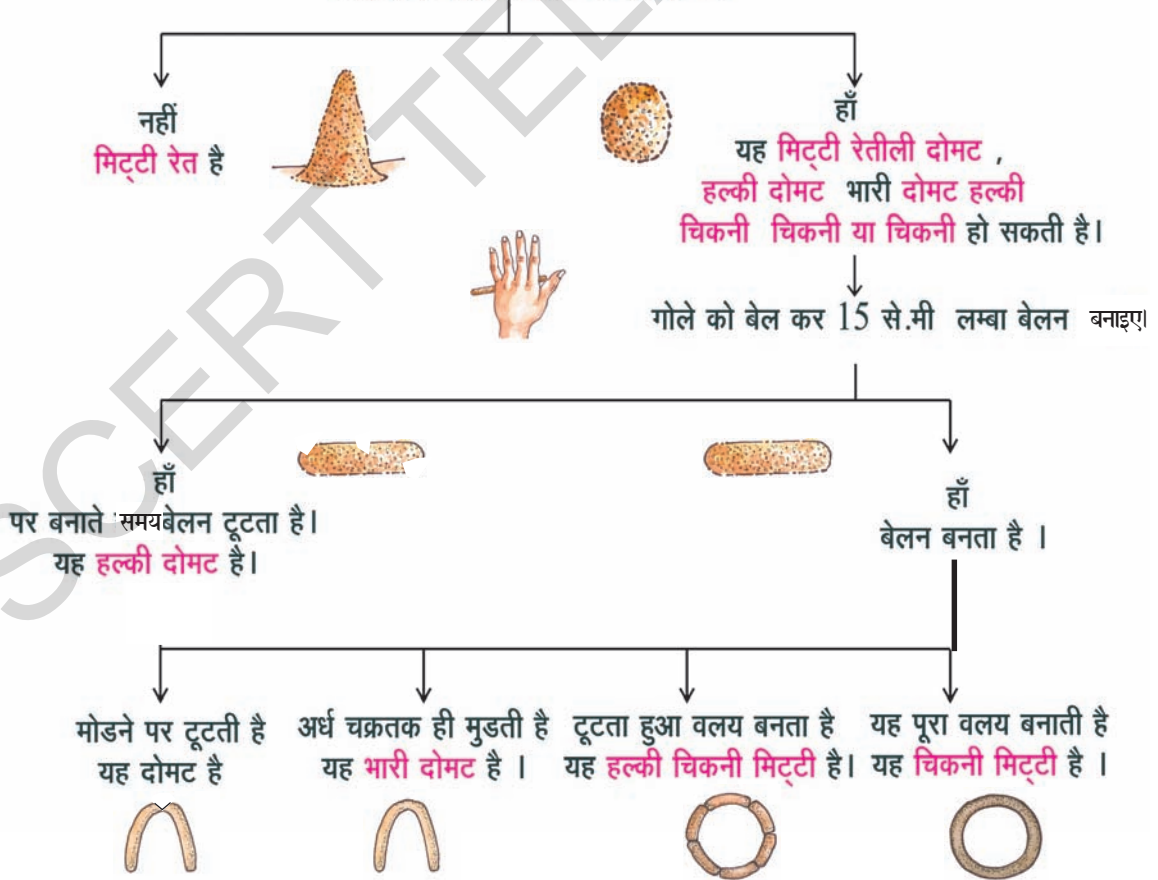 नहीं
मिट्टी रेत है
हाँ
यह मिट्टी रेतीली दोमट ,
हल्की दोमट भारी दोमट हल्की
चिकनी चिकनी या चिकनी हो सकती है।
गोले को बेल कर 15 से.मी लम्बा बेलन बनाइए।
हाँ
पर बनाते समय बेलन टूटता है।
यह हल्की दोमट है।
हाँ
बेलन बनता है ।
मोडने पर टूटती है
यह दोमट है
अर्ध चक्रतक ही मुडती है
यह भारी दोमट है ।
टूटता हुआ वलय बनता है
यह हल्की चिकनी मिट्टी है।
यह पूरा वलय बनाती है
यह चिकनी मिट्टी है ।
SCERT